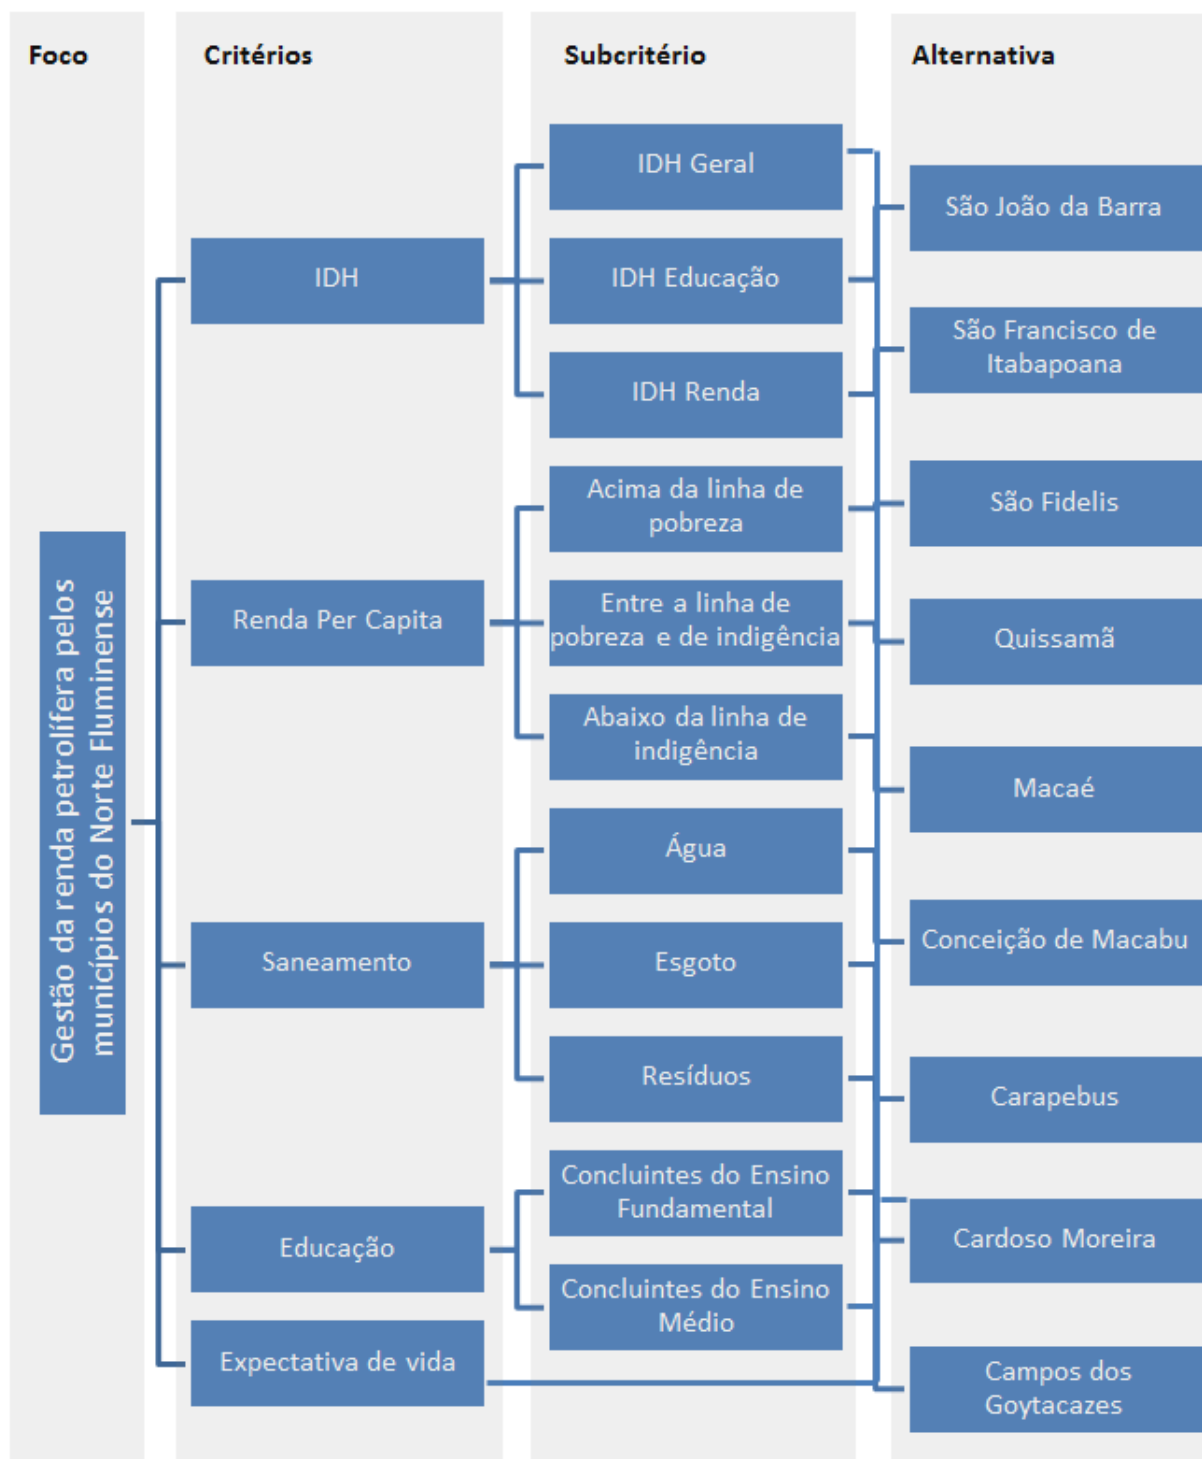 Foco
Critérios
Subcritério
Alternativa
Gestão da renda petrolífera pelos
municípios do Norte Fluminense
IDH
Renda Per Capita
Saneamento
Educação
Expectativa de vida
IDH Geral
IDH Educação
IDH Renda
Acima da linha de
pobreza
Entre a linha de
pobreza e de indigência
Abaixo da linha de
indigência
Água
Esgoto
Resíduos
Concluintes do Ensino
Fundamental
Concluintes do Ensino
Médio
São João da Barra
São Francisco de
Itabapoana
São Fidelis
Quissamã
Macaé
Conceição de Macabu
Carapebus
Cardoso Moreira
Campos dos
Goytacazes